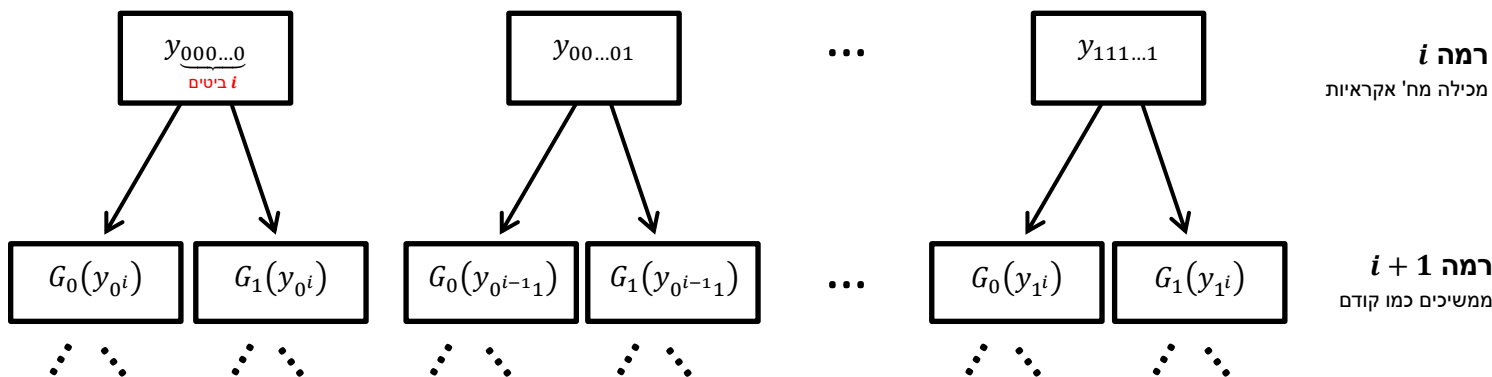 y_{000…0}
i ביטים
y_{00…01}
…
y_{111…1}
רמה i
מכילה מח' אקראיות
G_0(y_{0^i})
G_1(y_{0^i})
G_0(y_{0^{i-1}1})
G_1(y_{0^{i-1}1})
…
G_0(y_{1^i})
G_1(y_{1^i})
רמה i + 1
ממשיכים כמו קודם